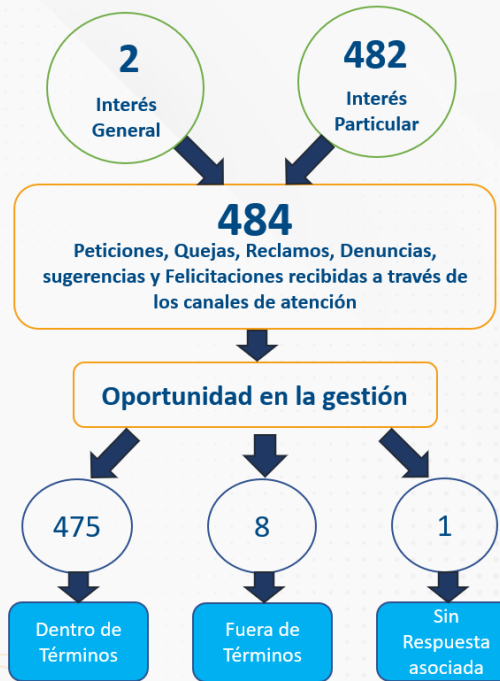 2
Interés
General
482
Interés
Particular
484
Peticiones, Quejas, Reclamos, Denuncias,
sugerencias y Felicitaciones recibidas a través de
los canales de atención
Oportunidad en la gestión
475
8
1
Dentro de
Términos
Fuera de
Términos
Sin
Respuesta
asociada